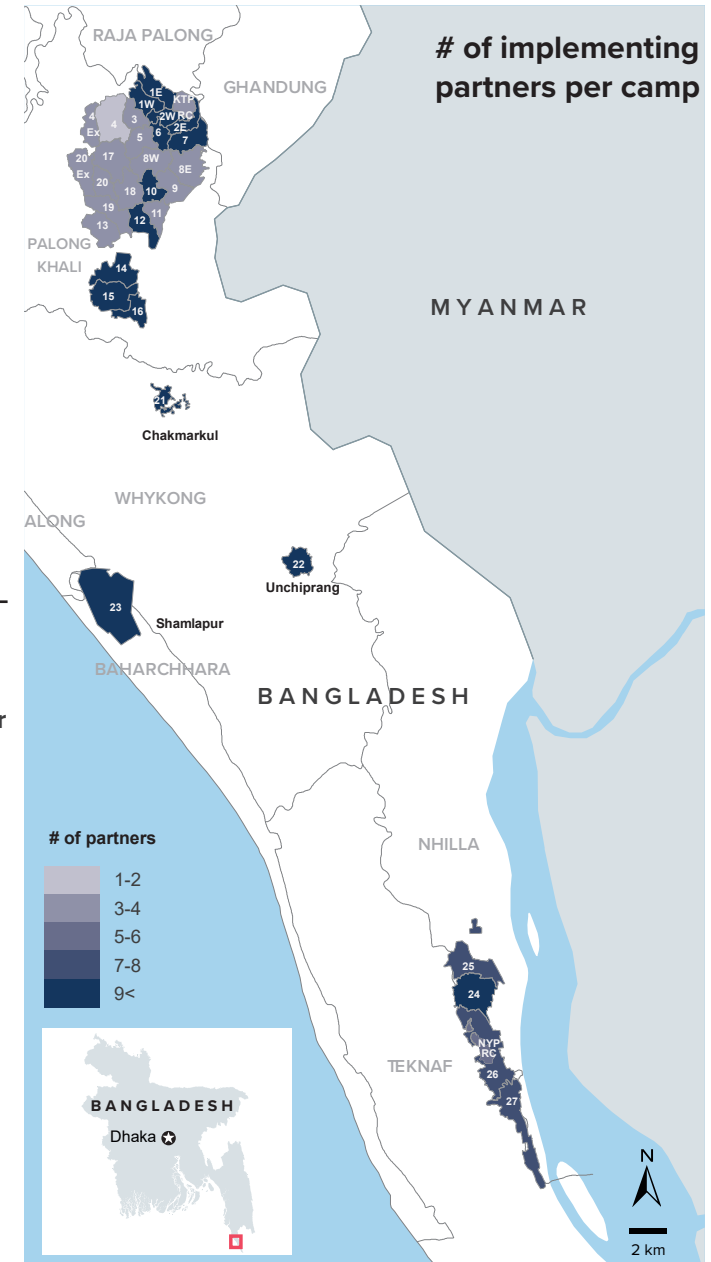 RAJA PALONG
# of implementing
partners per camp
GHANDUNG
1E
KTP
RC
1W
2W
2E
4
Ex
4
3
6
7
5
20
Ex
17
8W
8E
20
18
10
9
19
12
11
13
PALONG
KHALI
14
15
16
MYANMAR
21
Chakmarkul
WHYKONG
ALONG
22
Unchiprang
23
Shamlapur
BAHARCHHARA
BANGLADESH
r
# of partners
1-2
3-4
5-6
7-8
9<
NHILLA
25
24
NYP
RC
26
27
TEKNAF
BANGLADESH
Dhaka
N
2 km